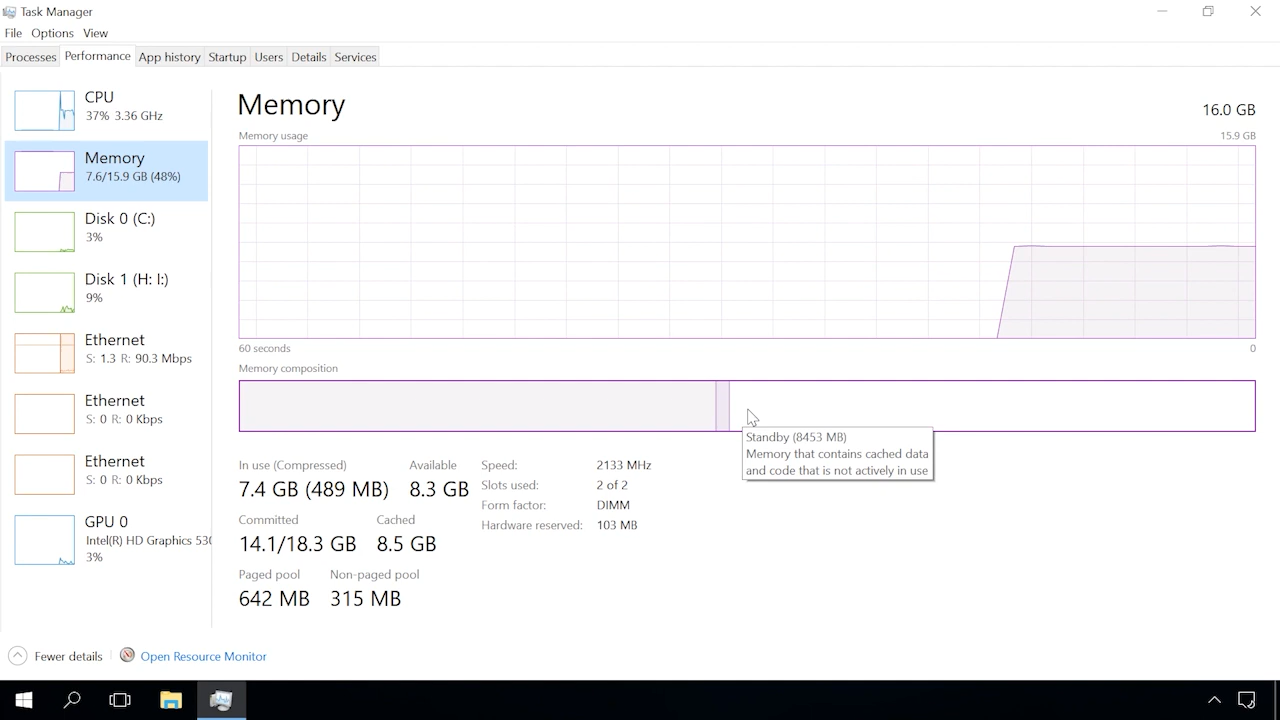 Task Manager
File Options View
Processes Performance App history Startup Users Details Services
CPU
37% 3.36 GHz
Memory
7.6/15.9 GB (48%)
Disk 0 (C:)
3%
Disk 1 (H: I:)
9%
Ethernet
S: 1.3 R: 90.3 Mbps
Ethernet
S: 0 R: 0 Kbps
Ethernet
S: 0 R: 0 Kbps
GPU 0
Intel(R) HD Graphics 530
3%
Memory 16.0 GB
Memory usage 15.9 GB
60 seconds 0
Memory composition
Standby (8453 MB)
Memory that contains cached data
and code that is not actively in use
In use (Compressed) Available
7.4 GB (489 MB) 8.3 GB
Committed Cached
14.1/18.3 GB 8.5 GB
Paged pool Non-paged pool
642 MB 315 MB
Speed: 2133 MHz
Slots used: 2 of 2
Form factor: DIMM
Hardware reserved: 103 MB
Fewer details Open Resource Monitor